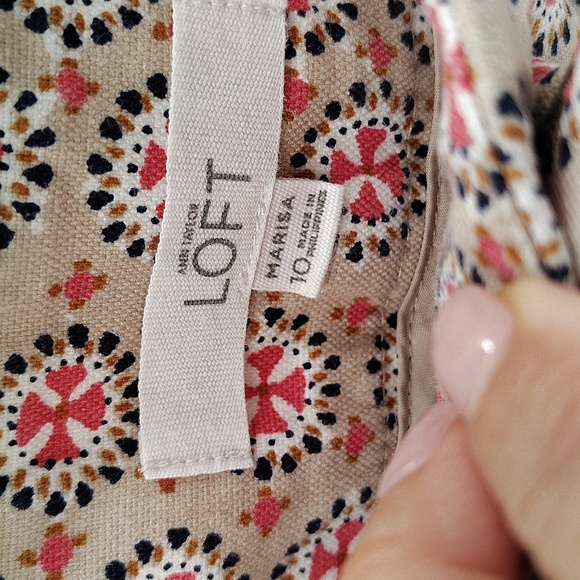 ANN TAYLOR
LOFT
MARISA
10
MADE IN
PHILIPPINES